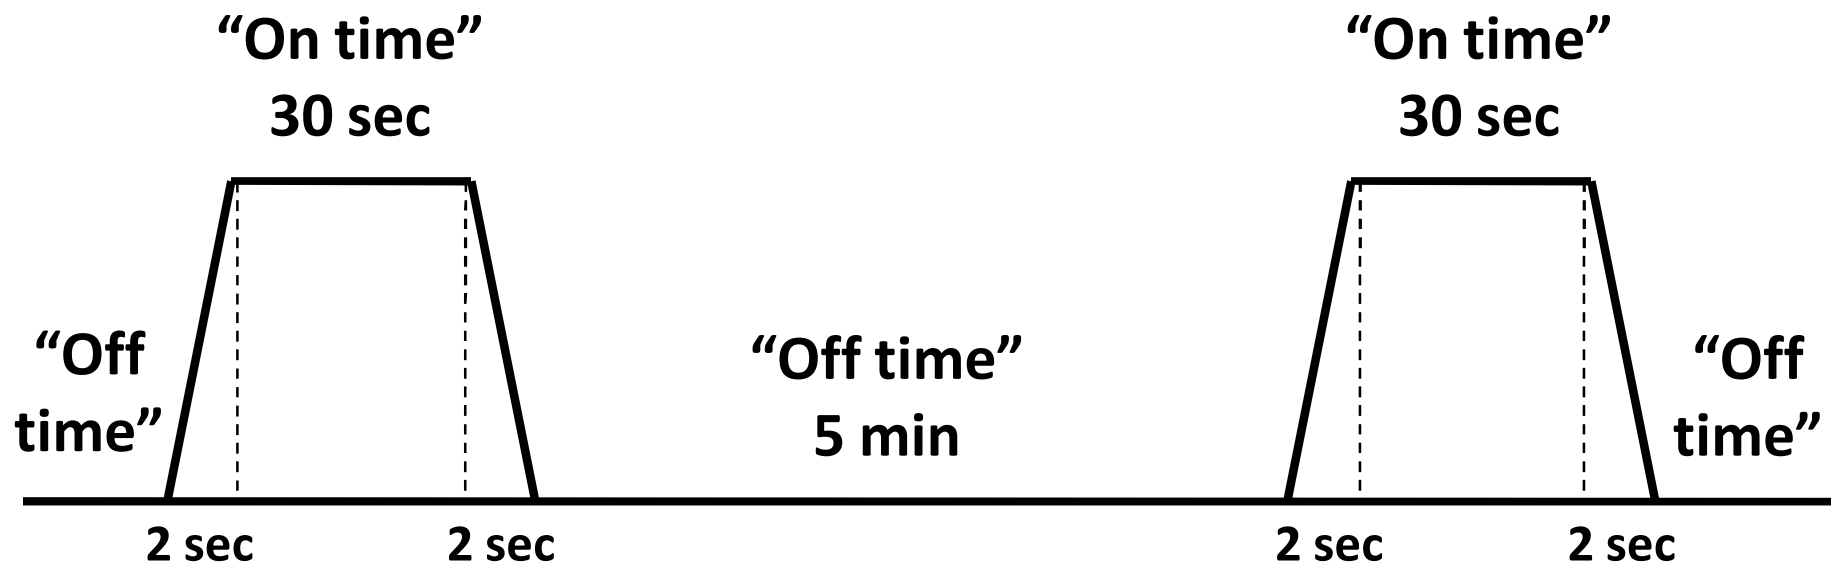 “On time”
30 sec
“On time”
30 sec
“Off
time”
“Off time”
5 min
“Off
time”
2 sec
2 sec
2 sec
2 sec